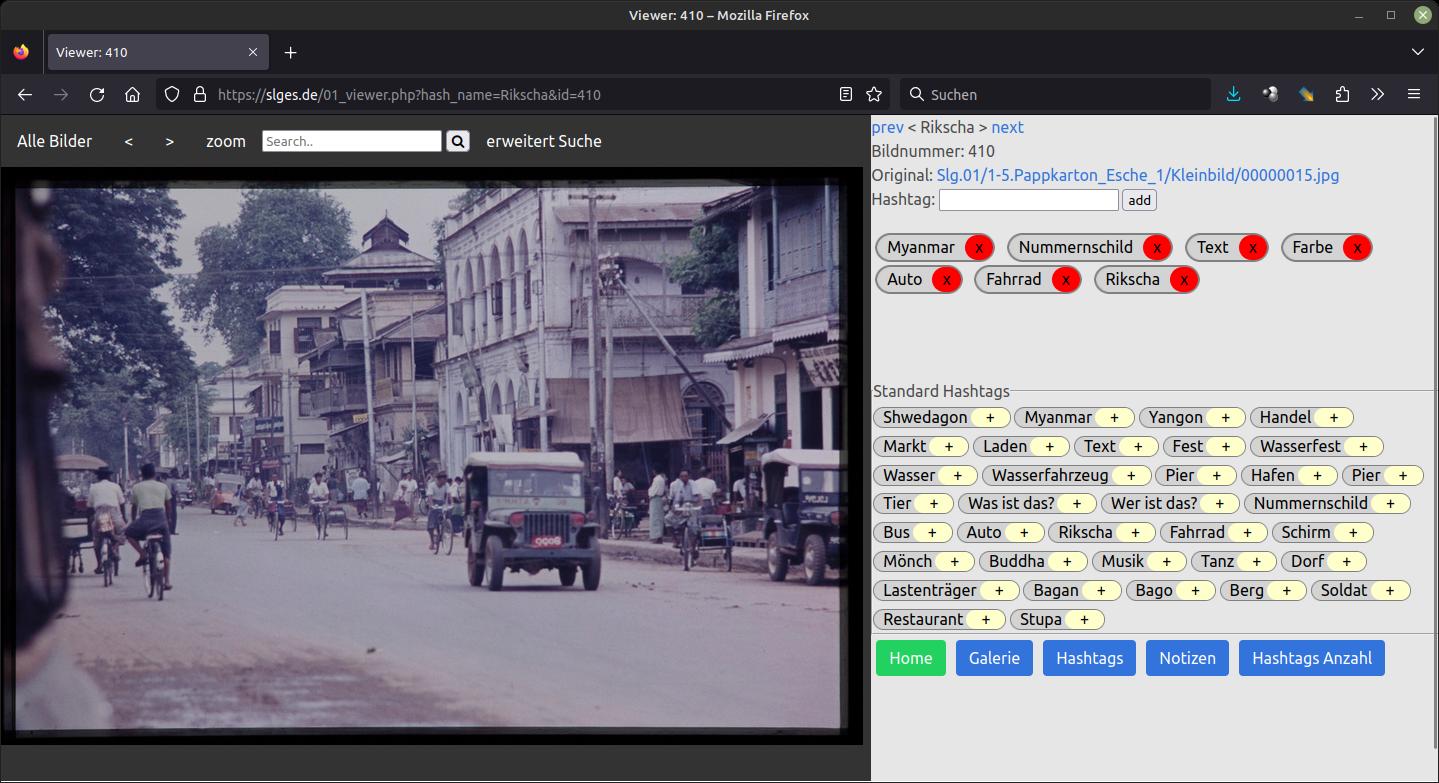 Viewer: 410 – Mozilla Firefox
Viewer: 410
https://slges.de/01_viewer.php?hash_name=Rikscha&id=410
Suchen
Alle Bilder < > zoom Search.. erweitert Suche
prev < Rikscha > next
Bildnummer: 410
Original: Slg.01/1-5.Pappkarton_Esche_1/Kleinbild/00000015.jpg
Hashtag: add
Myanmar x Nummernschild x Text x Farbe x
Auto x Fahrrad x Rikscha x
Standard Hashtags
Shwedagon + Myanmar + Yangon + Handel +
Markt + Laden + Text + Fest + Wasserfest +
Wasser + Wasserfahrzeug + Pier + Hafen + Pier +
Tier + Was ist das? + Wer ist das? + Nummernschild +
Bus + Auto + Rikscha + Fahrrad + Schirm +
Mönch + Buddha + Musik + Tanz + Dorf +
Lastenträger + Bagan + Bago + Berg + Soldat +
Restaurant + Stupa +
Home Galerie Hashtags Notizen Hashtags Anzahl